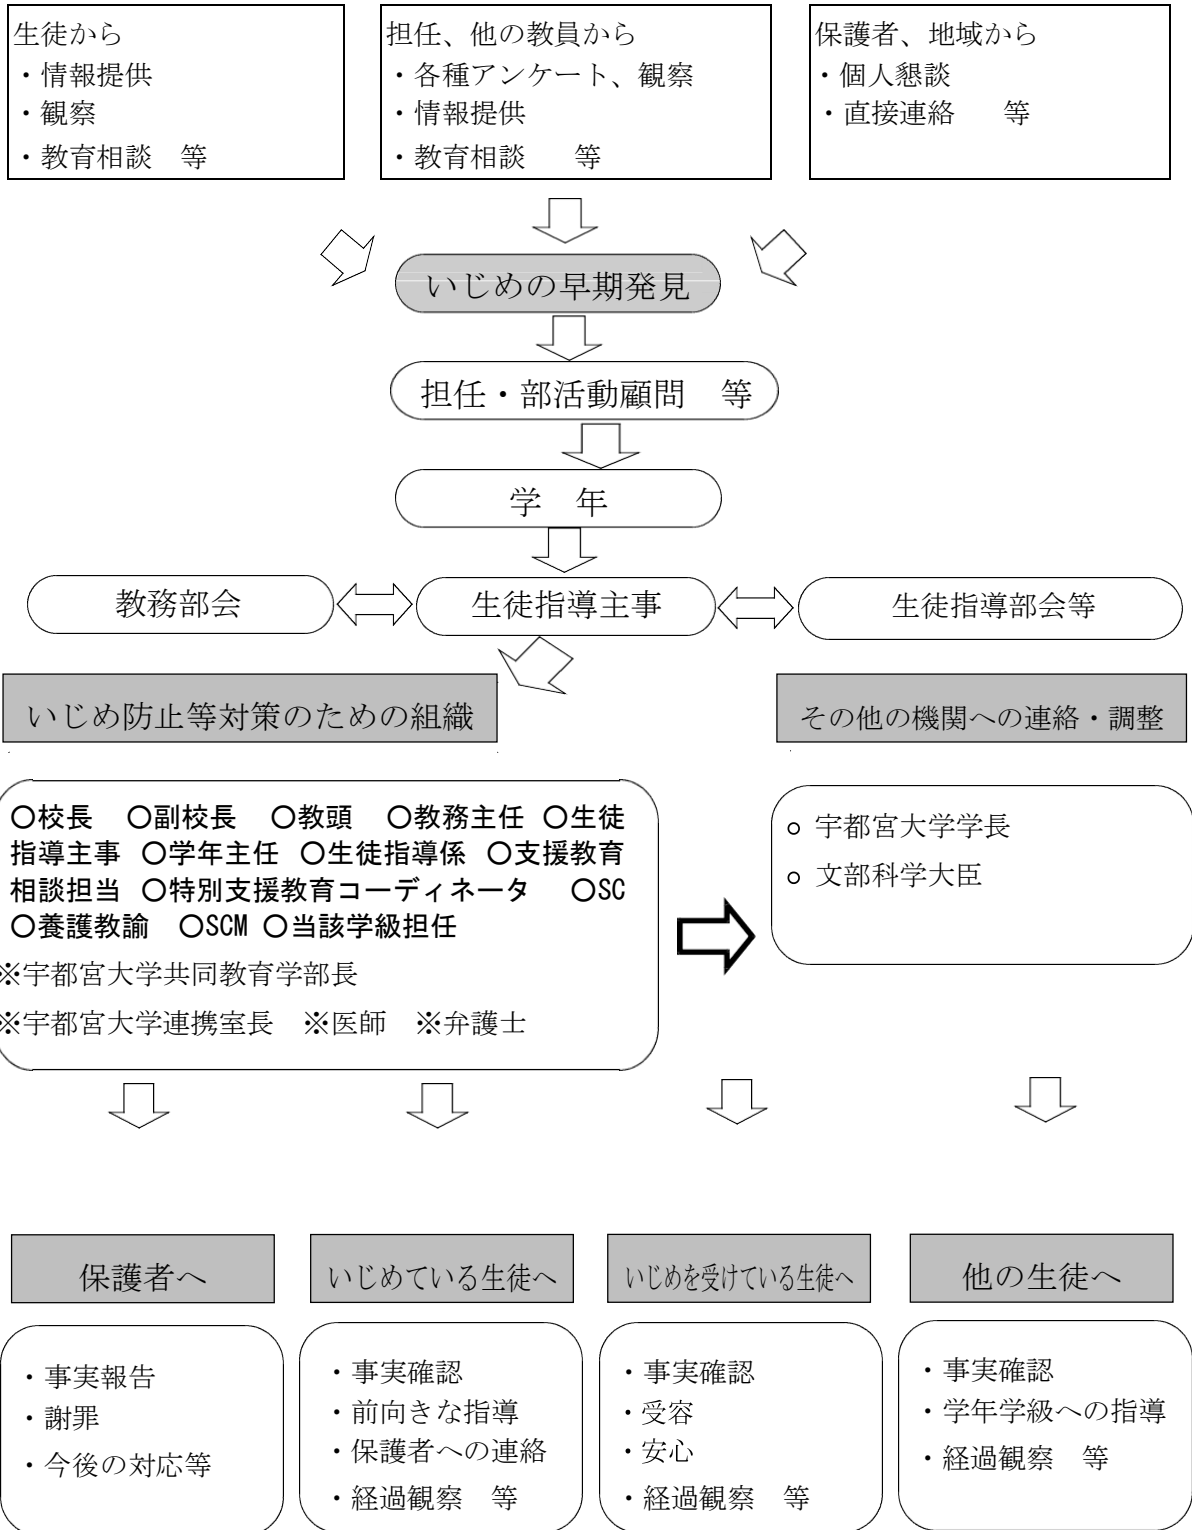 生徒から
・情報提供
・観察
・教育相談　等
担任、他の教員から
・各種アンケート、観察
・情報提供
・教育相談　等
保護者、地域から
・個人懇談
・直接連絡　等
いじめの早期発見
担任・部活動顧問　等
学　年
教務部会
生徒指導主事
生徒指導部会等
いじめ防止等対策のための組織
その他の機関への連絡・調整
〇校長　〇副校長　〇教頭　〇教務主任　〇生徒
指導主事　〇学年主任　〇生徒指導係　〇支援教育
相談担当　〇特別支援教育コーディネータ　〇SC
〇養護教諭　〇SCM　〇当該学級担任
※宇都宮大学共同教育学部長
※宇都宮大学連携室長　※医師　※弁護士
○ 宇都宮大学学長
○ 文部科学大臣
保護者へ
・事実報告
・謝罪
・今後の対応等
いじめている生徒へ
・事実確認
・前向きな指導
・保護者への連絡
・経過観察　等
いじめを受けている生徒へ
・事実確認
・受容
・安心
・経過観察　等
他の生徒へ
・事実確認
・学年学級への指導
・経過観察　等